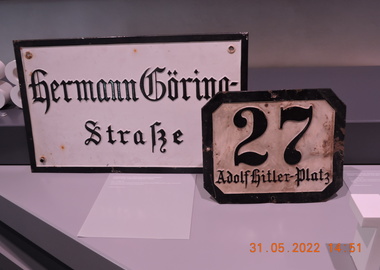 Hermann Göring-
Straße
27
Adolf Hitler-Platz
31.05.2022 14:51